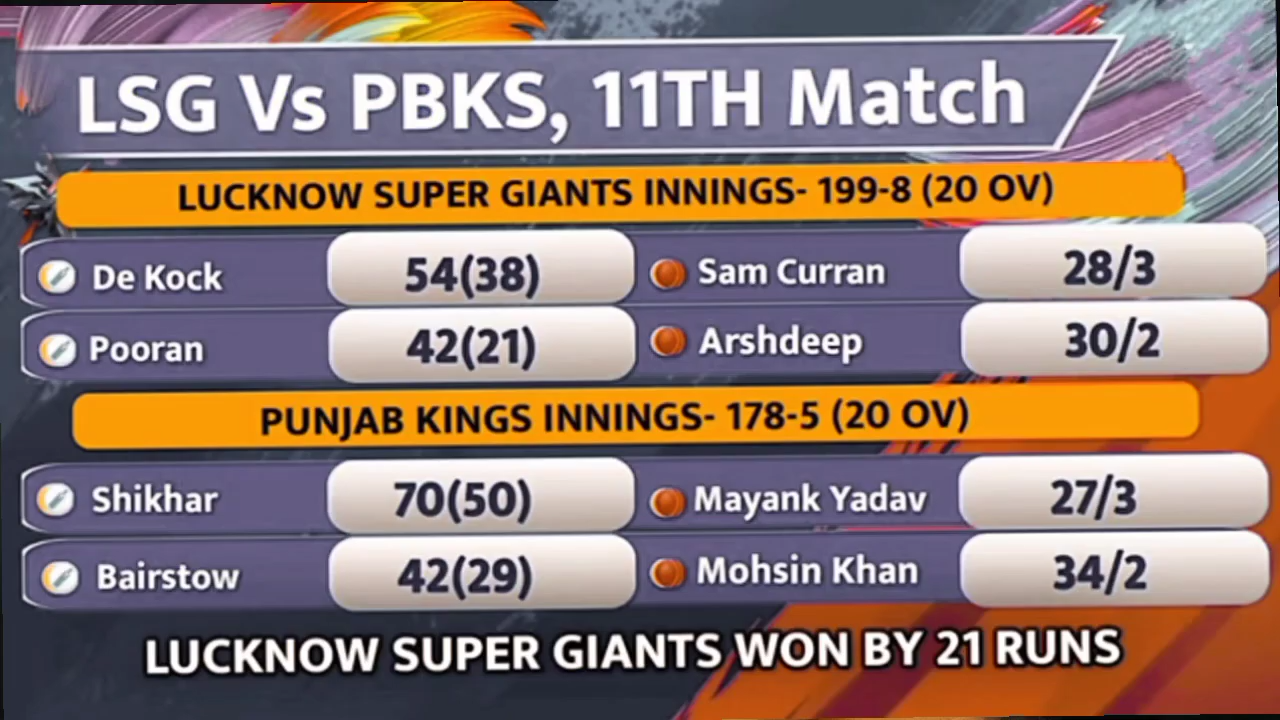 LSG Vs PBKS, 11TH Match
LUCKNOW SUPER GIANTS INNINGS- 199-8 (20 OV)
De Kock 54(38) Sam Curran 28/3
Pooran 42(21) Arshdeep 30/2
PUNJAB KINGS INNINGS- 178-5 (20 OV)
Shikhar 70(50) Mayank Yadav 27/3
Bairstow 42(29) Mohsin Khan 34/2
LUCKNOW SUPER GIANTS WON BY 21 RUNS